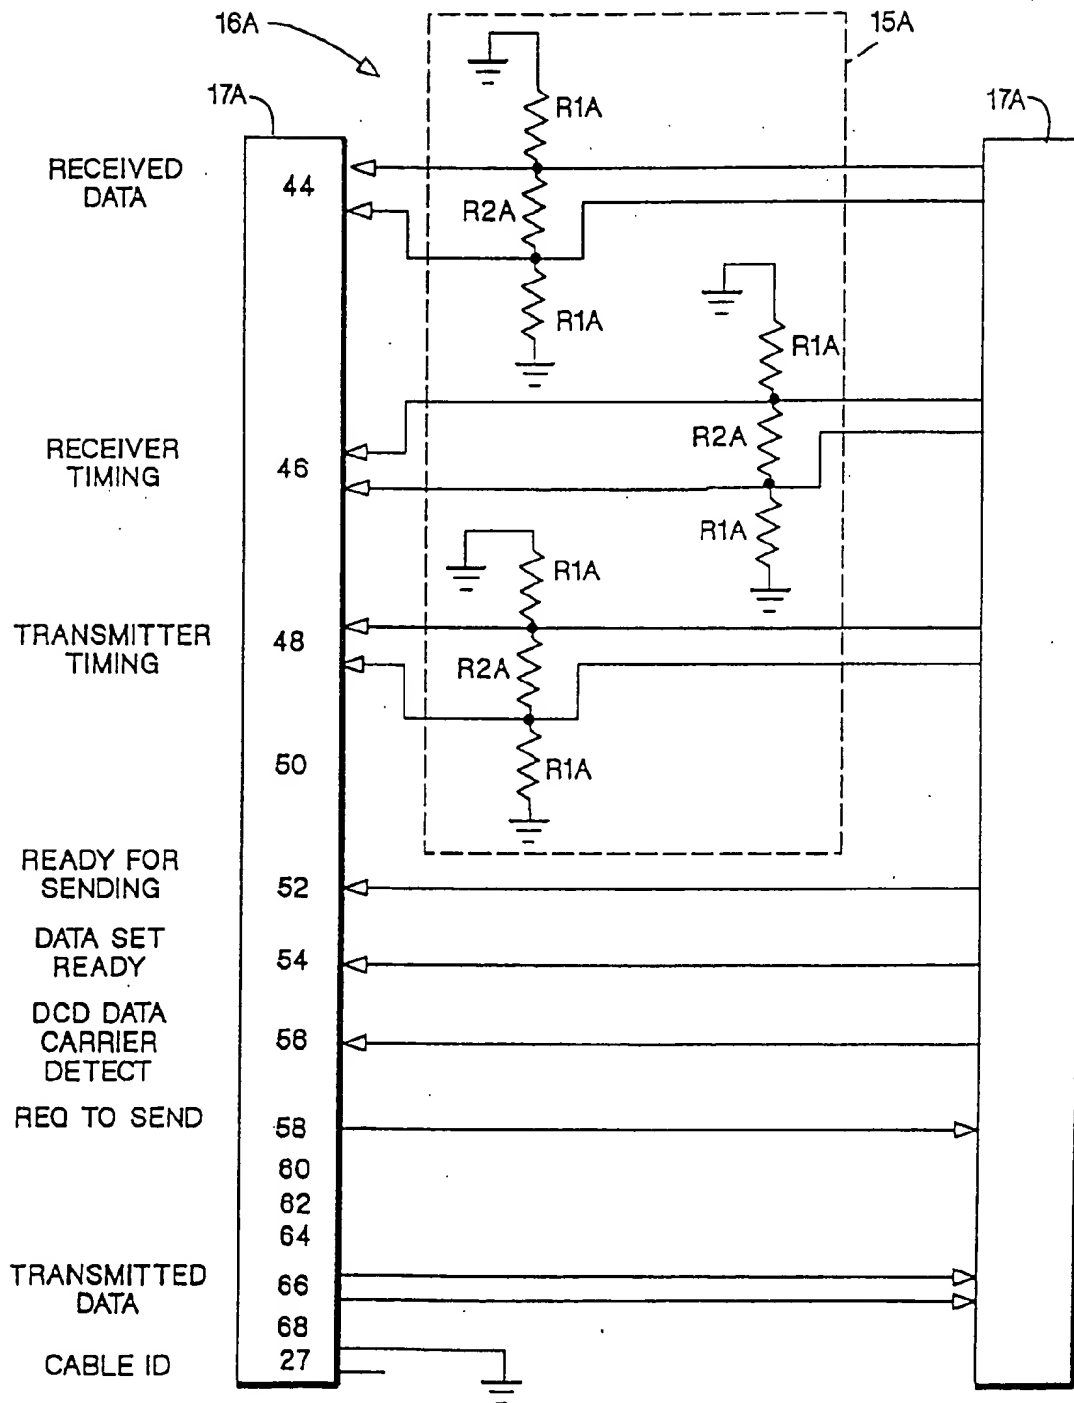 16A
15A
17A
17A
R1A
RECEIVED
DATA
44
R2A
R1A
R1A
RECEIVER
TIMING
46
R2A
R1A
R1A
TRANSMITTER
TIMING
48
R2A
50
R1A
READY FOR
SENDING
52
DATA SET
READY
54
DCD DATA
CARRIER
DETECT
56
REQ TO SEND
58
60
62
64
TRANSMITTED
DATA
66
68
CABLE ID
27